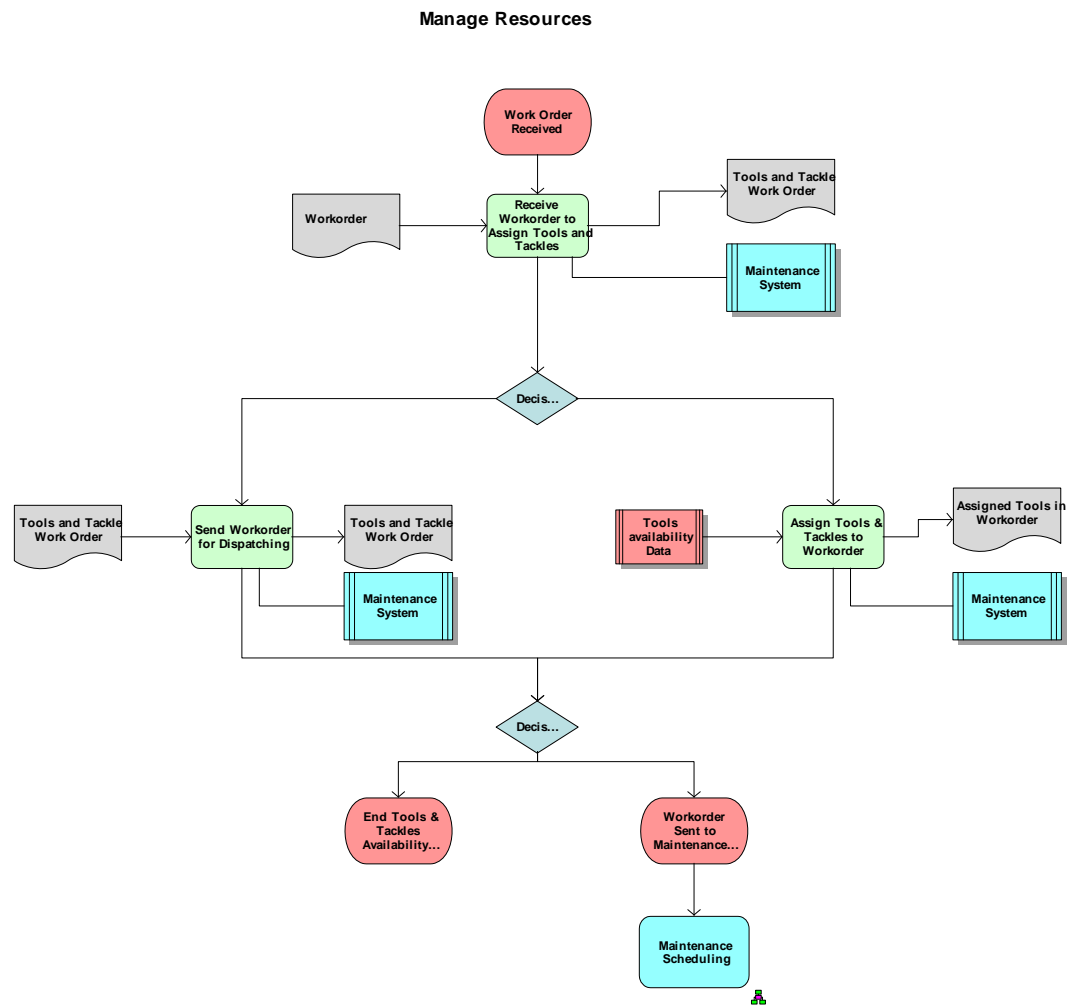 Manage Resources
Work Order
Received
Tools and Tackle
Work Order
Workorder
Receive
Workorder to
Assign Tools and
Tackles
Maintenance
System
Decis...
Tools and Tackle
Work Order
Send Workorder
for Dispatching
Tools and Tackle
Work Order
Tools
availability
Data
Assign Tools &
Tackles to
Workorder
Assigned Tools in
Workorder
Maintenance
System
Maintenance
System
Decis...
End Tools &
Tackles
Availability...
Workorder
Sent to
Maintenance...
Maintenance
Scheduling